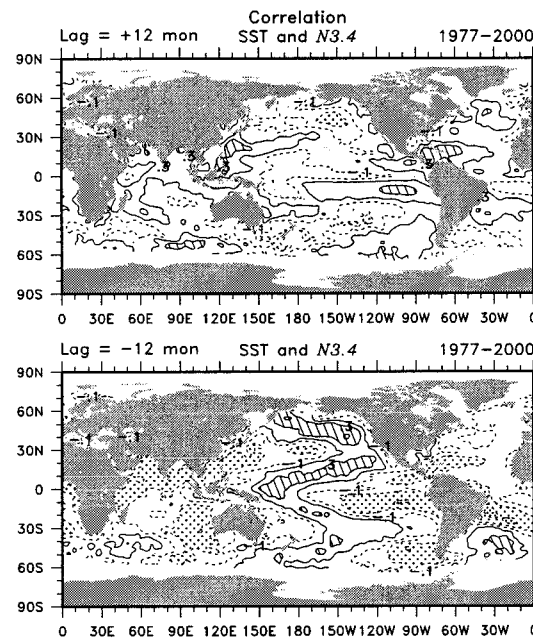 Correlation
Lag = +12 mon SST and N3.4 1977-2000
90N
60N
30N
0
30S
60S
90S
0 30E 60E 90E 120E 150E 180 150W 120W 90W 60W 30W 0
Lag = -12 mon SST and N3.4 1977-2000
90N
60N
30N
0
30S
60S
90S
0 30E 60E 90E 120E 150E 180 150W 120W 90W 60W 30W 0